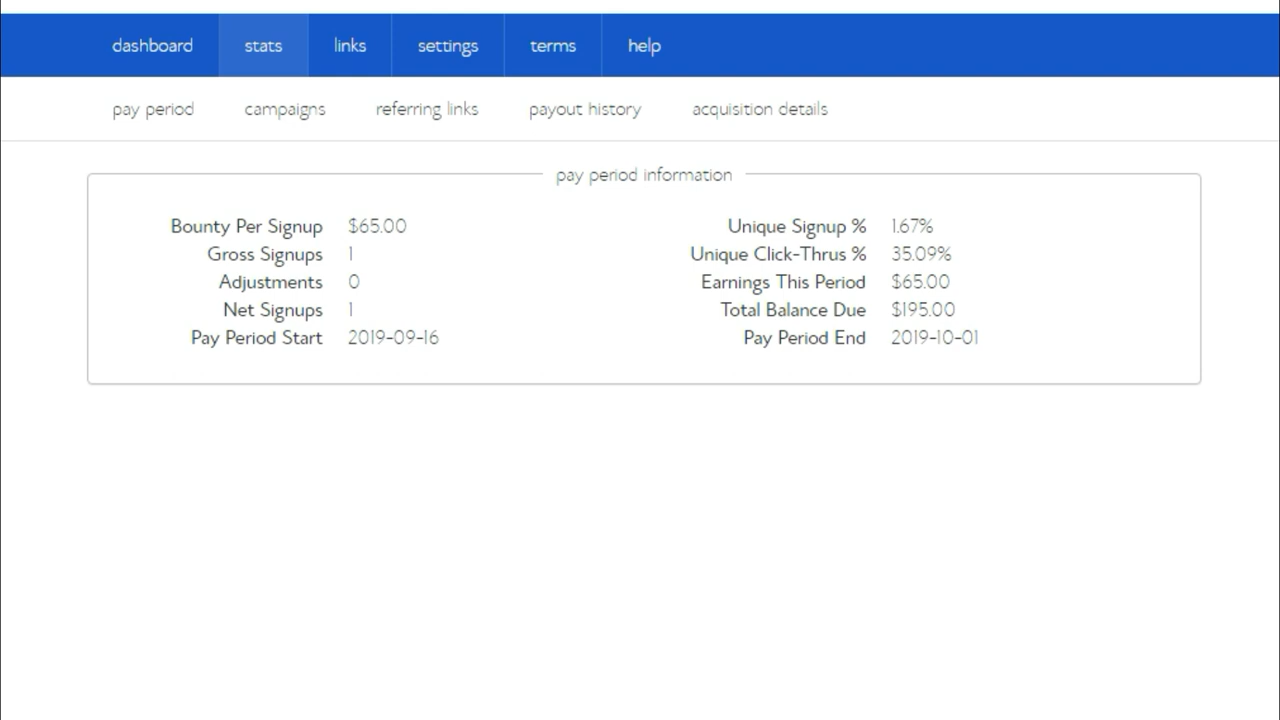 dashboard stats links settings terms help
pay period campaigns referring links payout history acquisition details
pay period information
Bounty Per Signup $65.00
Gross Signups 1
Adjustments 0
Net Signups 1
Pay Period Start 2019-09-16
Unique Signup % 1.67%
Unique Click-Thrus % 35.09%
Earnings This Period $65.00
Total Balance Due $195.00
Pay Period End 2019-10-01